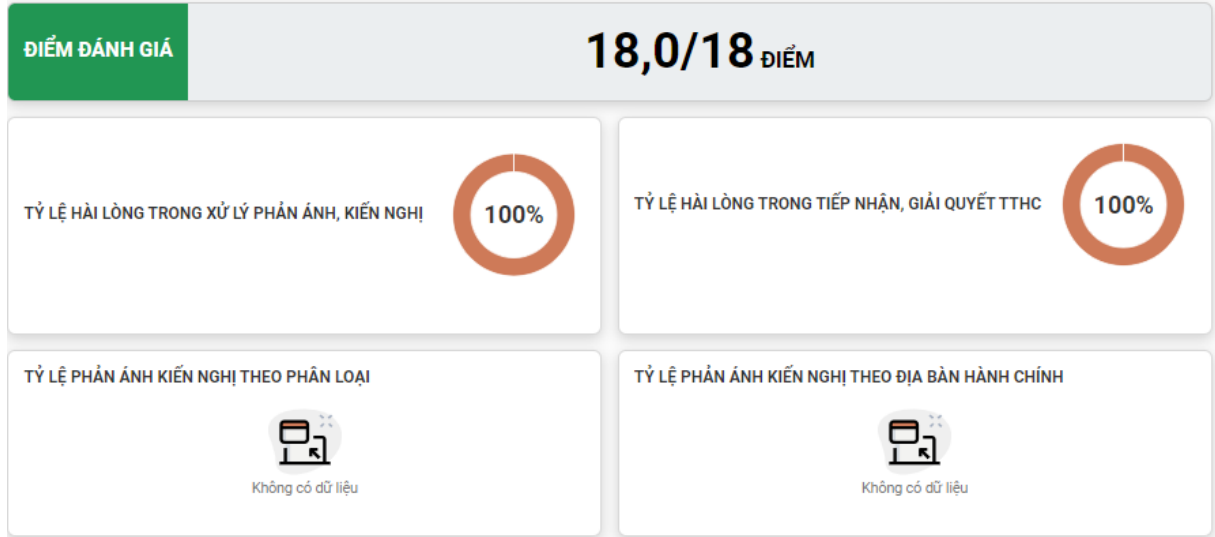 ĐIỂM ĐÁNH GIÁ
18,0/18 ĐIỂM
TỶ LỆ HÀI LÒNG TRONG XỬ LÝ PHẢN ÁNH, KIẾN NGHỊ
100%
TỶ LỆ HÀI LÒNG TRONG TIẾP NHẬN, GIẢI QUYẾT TTHC
100%
TỶ LỆ PHẢN ÁNH KIẾN NGHỊ THEO PHÂN LOẠI
Không có dữ liệu
TỶ LỆ PHẢN ÁNH KIẾN NGHỊ THEO ĐỊA BÀN HÀNH CHÍNH
Không có dữ liệu